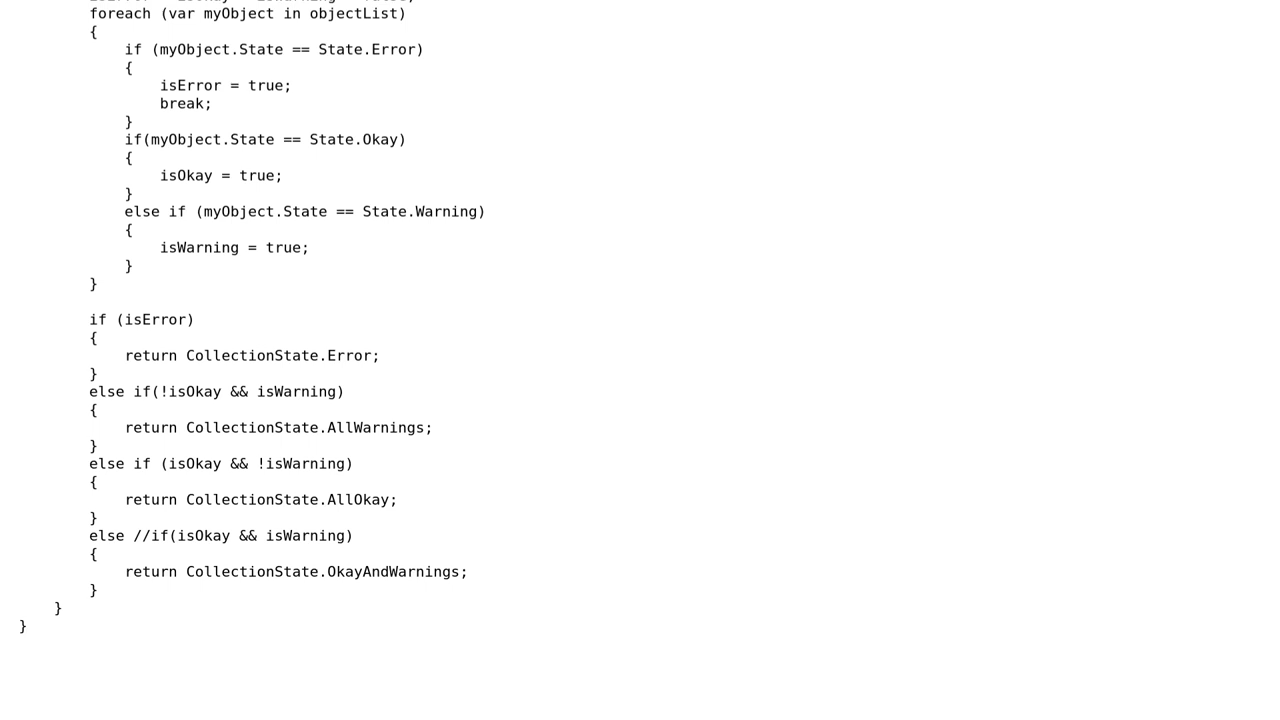 foreach (var myObject in objectList)
{
if (myObject.State == State.Error)
{
isError = true;
break;
}
if(myObject.State == State.Okay)
{
isOkay = true;
}
else if (myObject.State == State.Warning)
{
isWarning = true;
}
}
if (isError)
{
return CollectionState.Error;
}
else if(!isOkay && isWarning)
{
return CollectionState.AllWarnings;
}
else if (isOkay && !isWarning)
{
return CollectionState.AllOkay;
}
else //if(isOkay && isWarning)
{
return CollectionState.OkayAndWarnings;
}
}
}